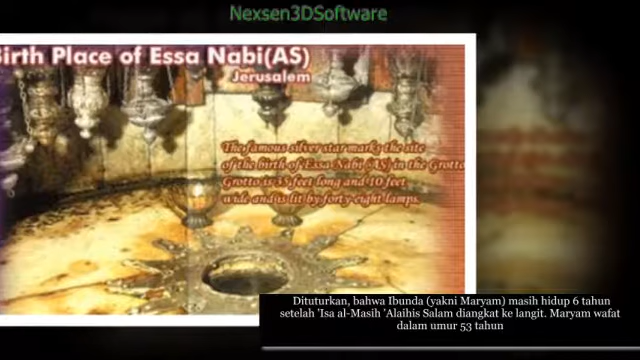 Nexsen3DSoftware
Birth Place of Essa Nabi(AS)
Jerusalem
The famous silver star marks the site
of the birth of Essa Nabi (AS) in the Grotto
Grotto is 35 feet long and 10 feet
wide and is lit by forty-eight lamps.
Dituturkan, bahwa Ibunda (yakni Maryam) masih hidup 6 tahun
setelah 'Isa al-Masih 'Alaihis Salam diangkat ke langit. Maryam wafat
dalam umur 53 tahun